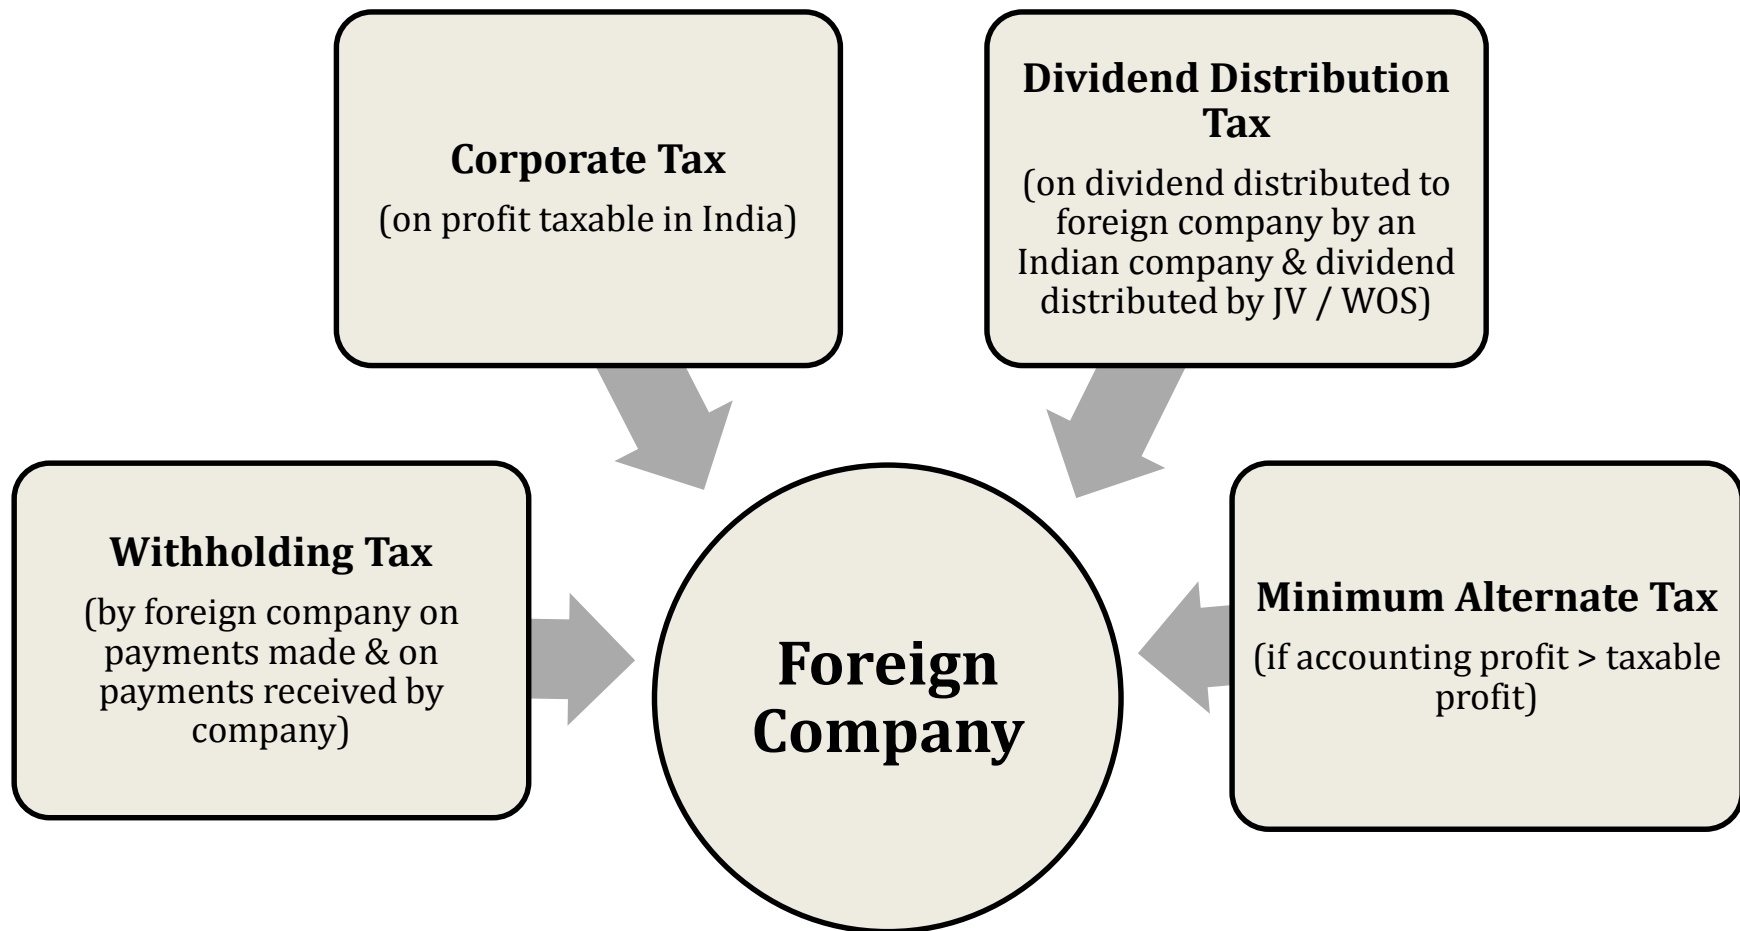 Corporate Tax
(on profit taxable in India)
Dividend Distribution
Tax
(on dividend distributed to
foreign company by an
Indian company & dividend
distributed by JV / WOS)
Withholding Tax
(by foreign company on
payments made & on
payments received by
company)
Foreign
Company
Minimum Alternate Tax
(if accounting profit > taxable
profit)